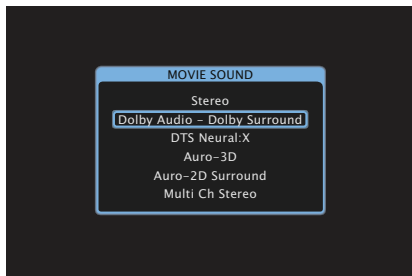 MOVIE SOUND
Stereo
Dolby Audio – Dolby Surround
DTS Neural:X
Auro-3D
Auro-2D Surround
Multi Ch Stereo